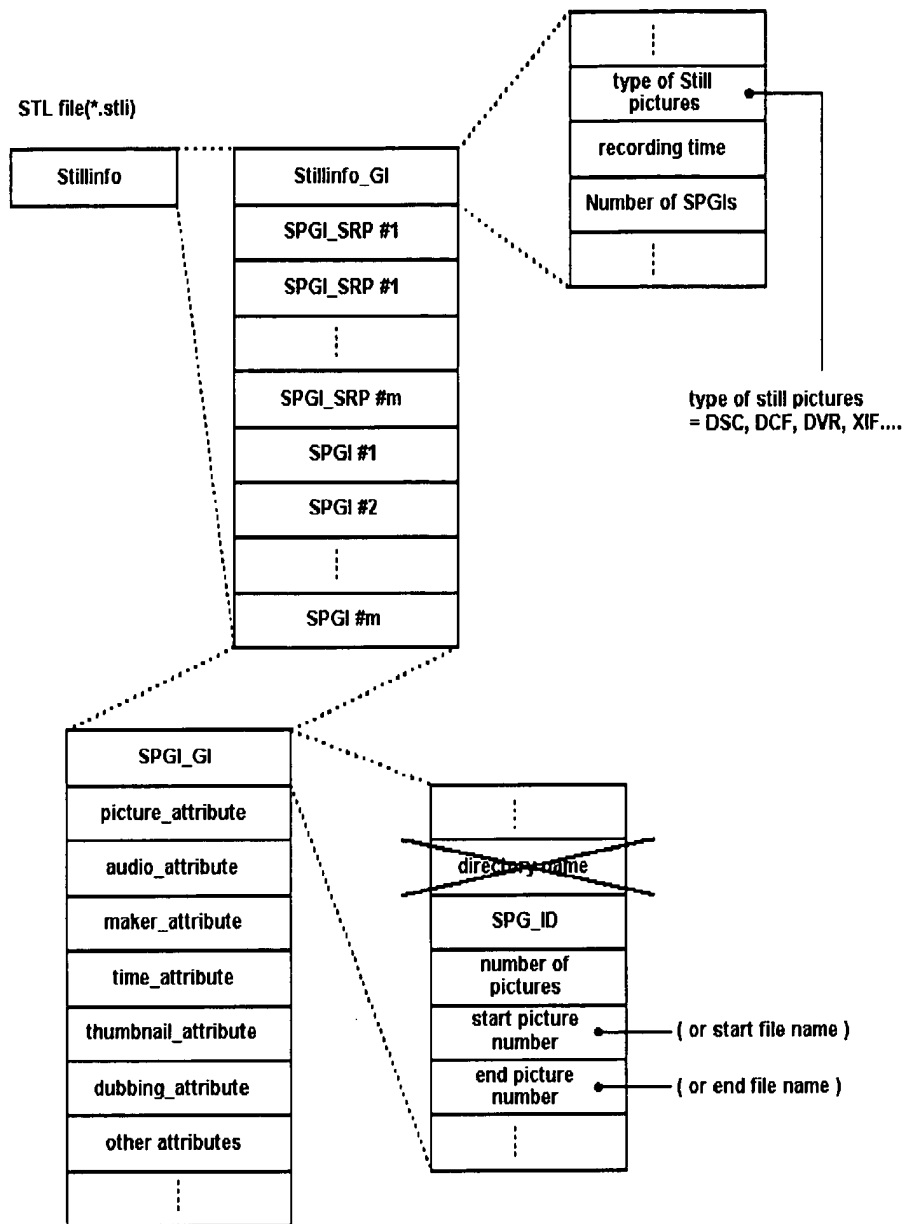 STL file(*.stli)
Stillinfo
Stillinfo_GI
SPGI_SRP #1
SPGI_SRP #1
SPGI_SRP #m
SPGI #1
SPGI #2
SPGI #m
type of Still
pictures
recording time
Number of SPGIs
type of still pictures
= DSC, DCF, DVR, XIF....
SPGI_GI
picture_attribute
audio_attribute
maker_attribute
time_attribute
thumbnail_attribute
dubbing_attribute
other attributes
directory name
SPG_ID
number of
pictures
start picture
number
( or start file name )
end picture
number
( or end file name )